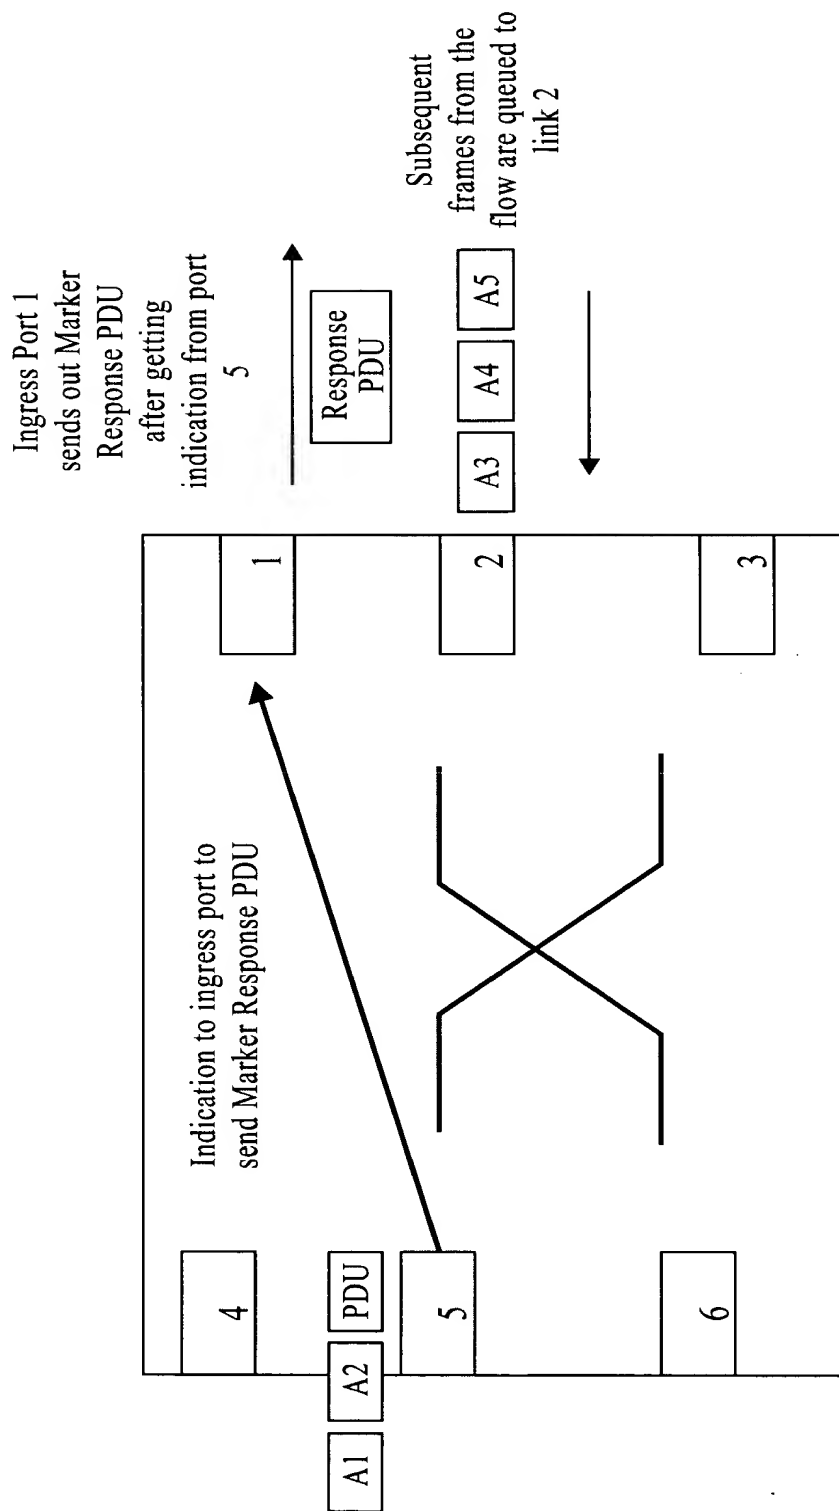 Ingress Port 1
sends out Marker
Response PDU
after getting
indication from port
5
Response
PDU
Subsequent
frames from the
flow are queued to
link 2
A3
A4
A5
1
2
3
Indication to ingress port to
send Marker Response PDU
4
5
6
A1
A2
PDU